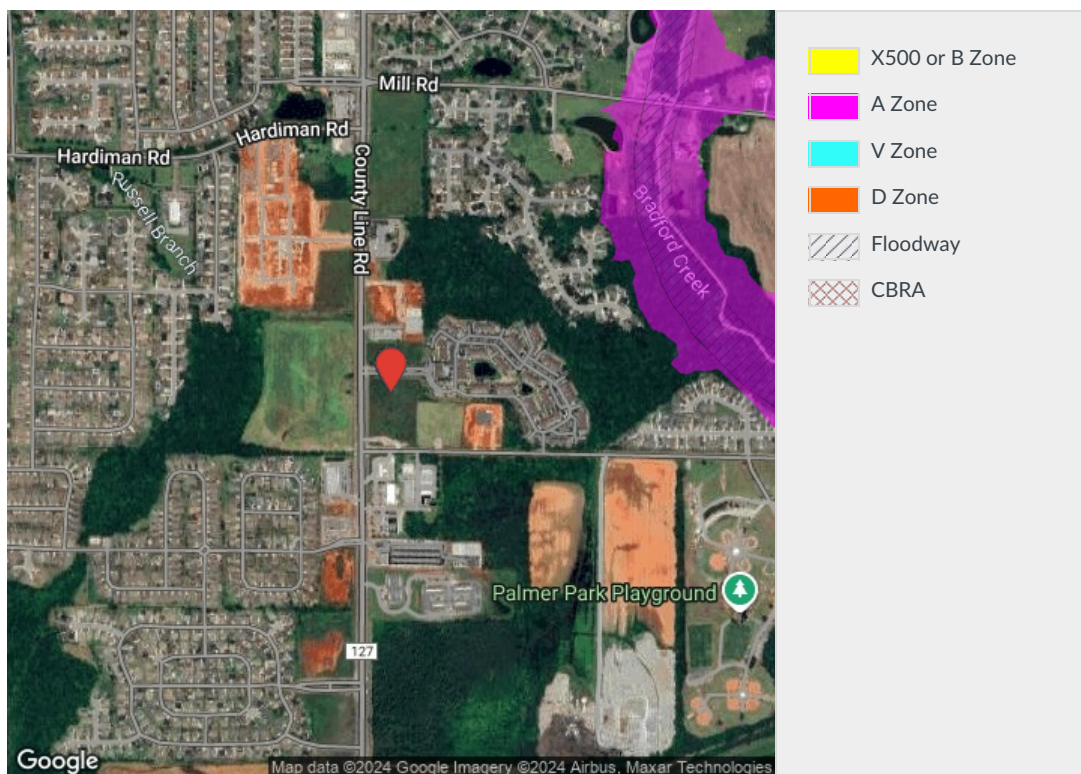 Mill Rd
Hardiman Rd
Hardiman Rd
County Line Rd
Russell Branch
Bradford Creek
Palmer Park Playground
127
Google
Map data ©2024 Google Imagery ©2024 Airbus, Maxar Technologies
X500 or B Zone
A Zone
V Zone
D Zone
Floodway
CBRA